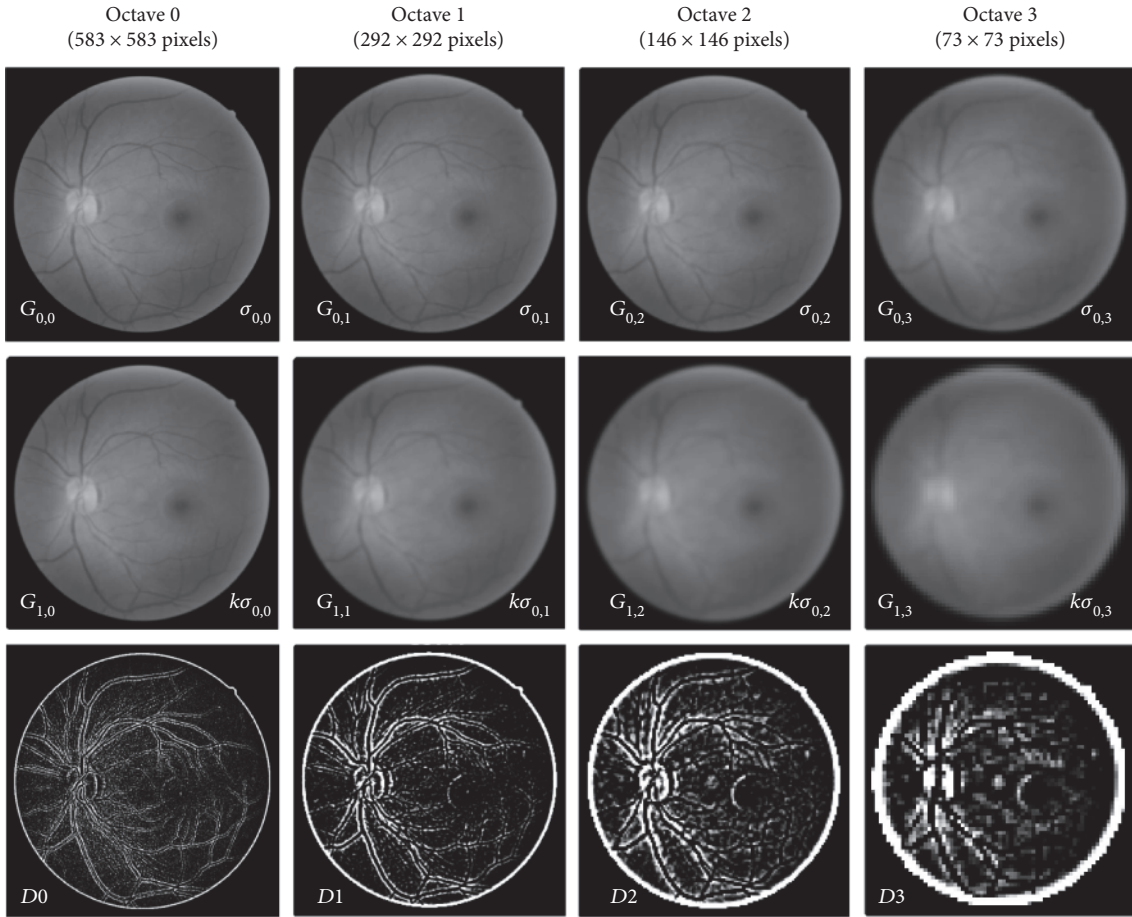 Octave 0 Octave 1 Octave 2 Octave 3
(583 × 583 pixels) (292 × 292 pixels) (146 × 146 pixels) (73 × 73 pixels)
G0,0 σ0,0 G0,1 σ0,1 G0,2 σ0,2 G0,3 σ0,3
G1,0 kσ0,0 G1,1 kσ0,1 G1,2 kσ0,2 G1,3 kσ0,3
D0 D1 D2 D3